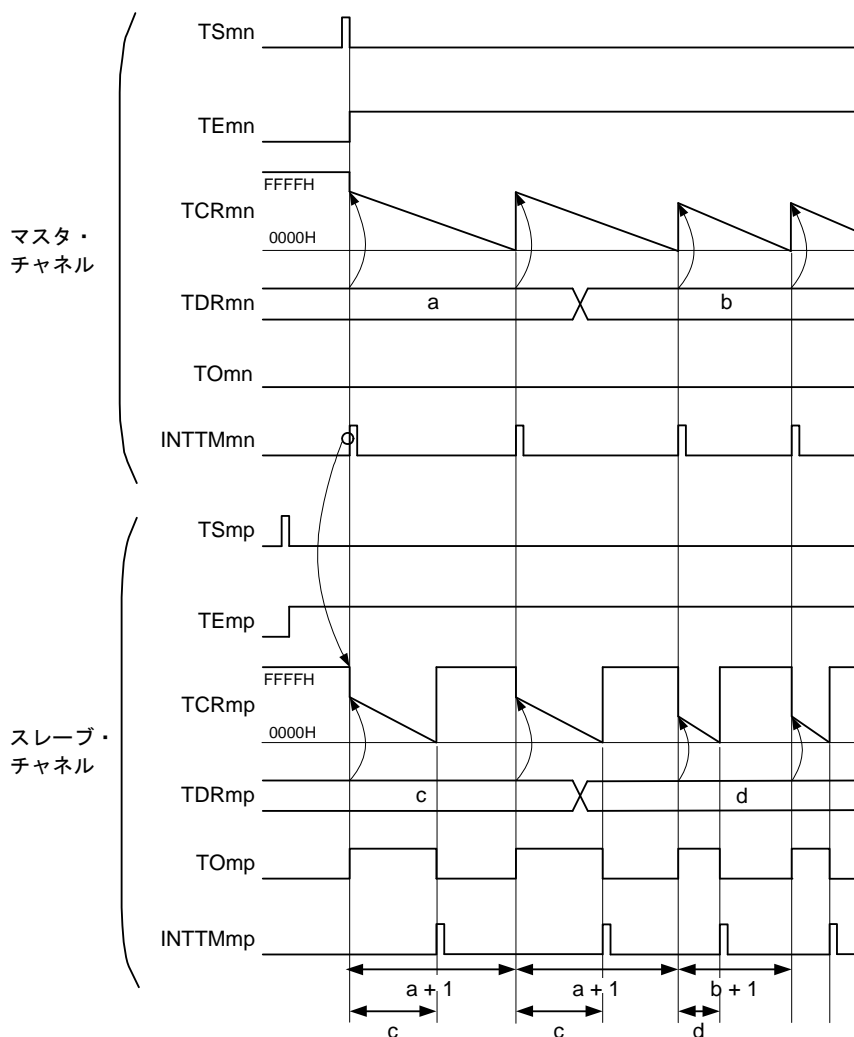 TSmn
TEmn
FFFFH
TCRmn
0000H
マスタ・
チャネル
TDRmn
a
b
TOmn
INTTMmn
TSmp
TEmp
FFFFH
TCRmp
0000H
スレーブ・
チャネル
TDRmp
c
d
TOmp
INTTMmp
a + 1
a + 1
b + 1
c
c
d